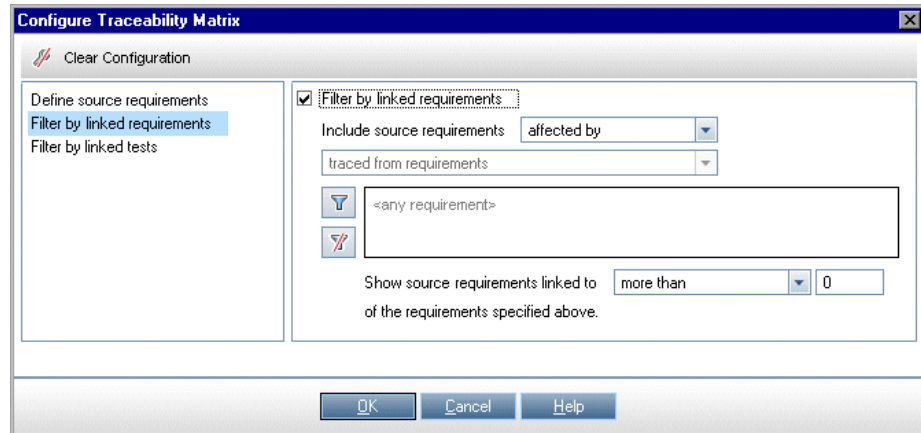 Configure Traceability Matrix
Clear Configuration
Define source requirements
Filter by linked requirements
Filter by linked tests
Filter by linked requirements
Include source requirements affected by
traced from requirements
<any requirement>
Show source requirements linked to more than 0
of the requirements specified above.
OK Cancel Help